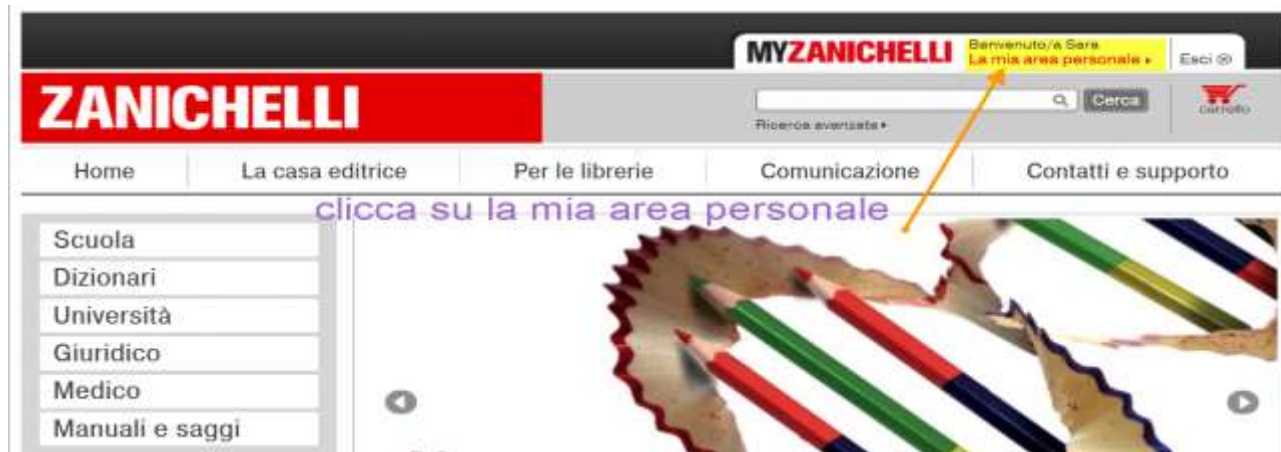 MYZANICHELLI
Benvenuto/a Sara
La mia area personale
Esci
ZANICHELLI
Cerca
carrello
Ricerca avanzata
Home
La casa editrice
Per le librerie
Comunicazione
Contatti e supporto
clicca su la mia area personale
Scuola
Dizionari
Università
Giuridico
Medico
Manuali e saggi